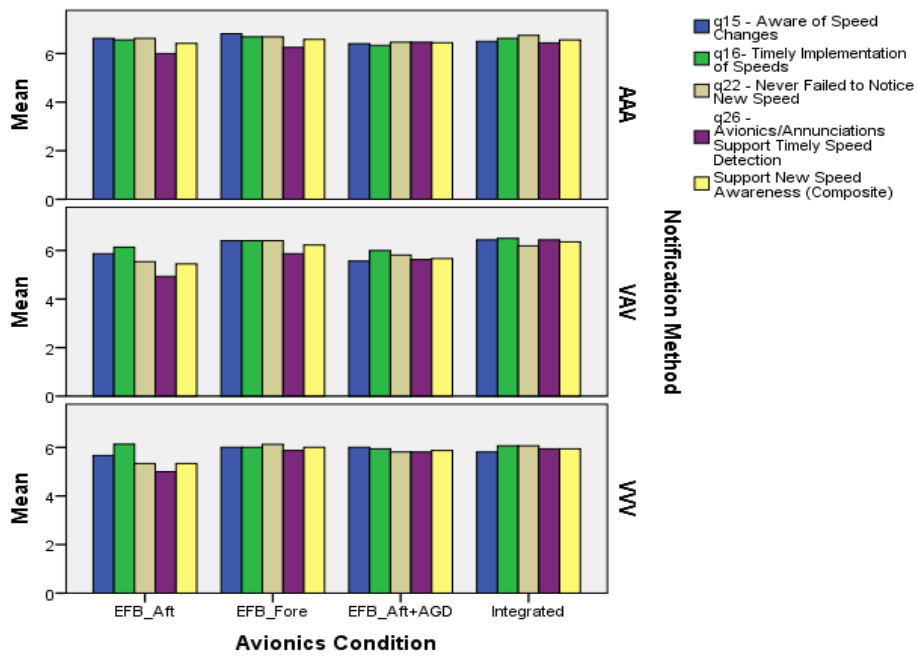 Mean
6
4
2
0
AAA
Mean
6
4
2
0
VAV
Mean
6
4
2
0
VVV
EFB_Aft
EFB_Fore
EFB_Aft+AGD
Integrated
Avionics Condition
Notification Method
q15 - Aware of Speed
Changes
q16- Timely Implementation
of Speeds
q22 - Never Failed to Notice
New Speed
q26 -
Avionics/Annunciations
Support Timely Speed
Detection
Support New Speed
Awareness (Composite)